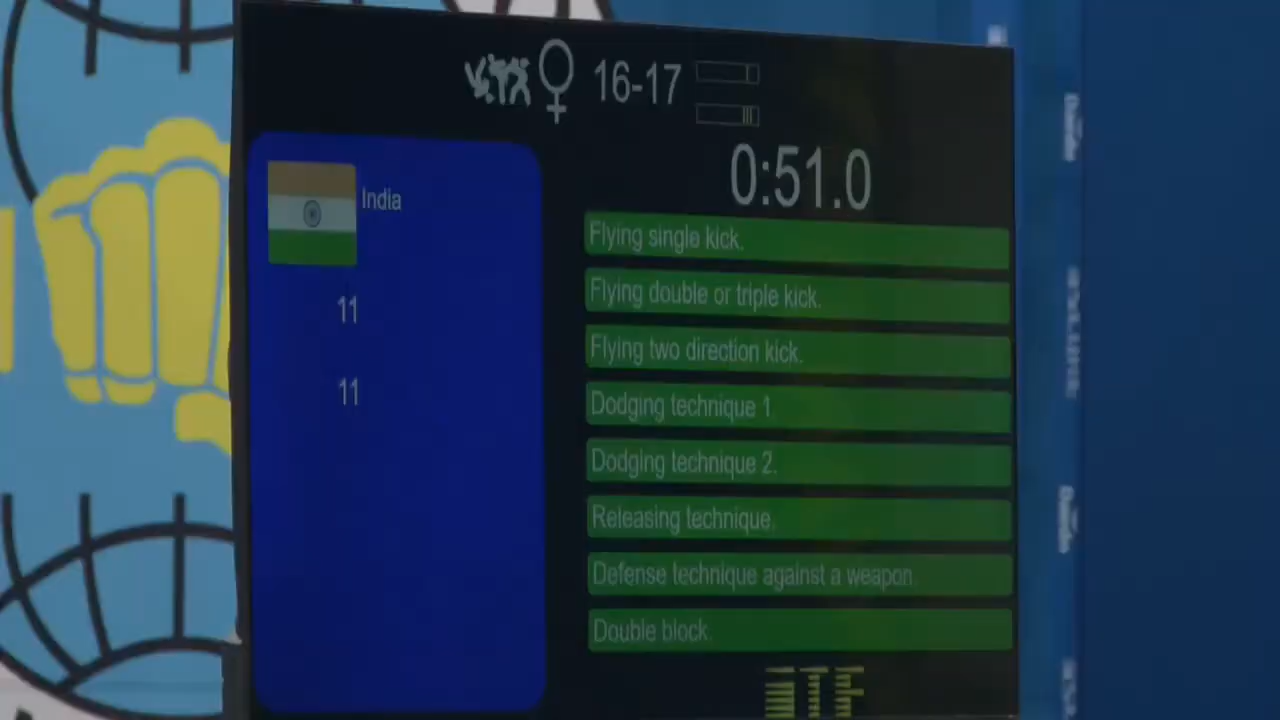 16-17
0:51.0
India
11
11
Flying single kick.
Flying double or triple kick.
Flying two direction kick.
Dodging technique 1
Dodging technique 2.
Releasing technique.
Defense technique against a weapon.
Double block.
ITF